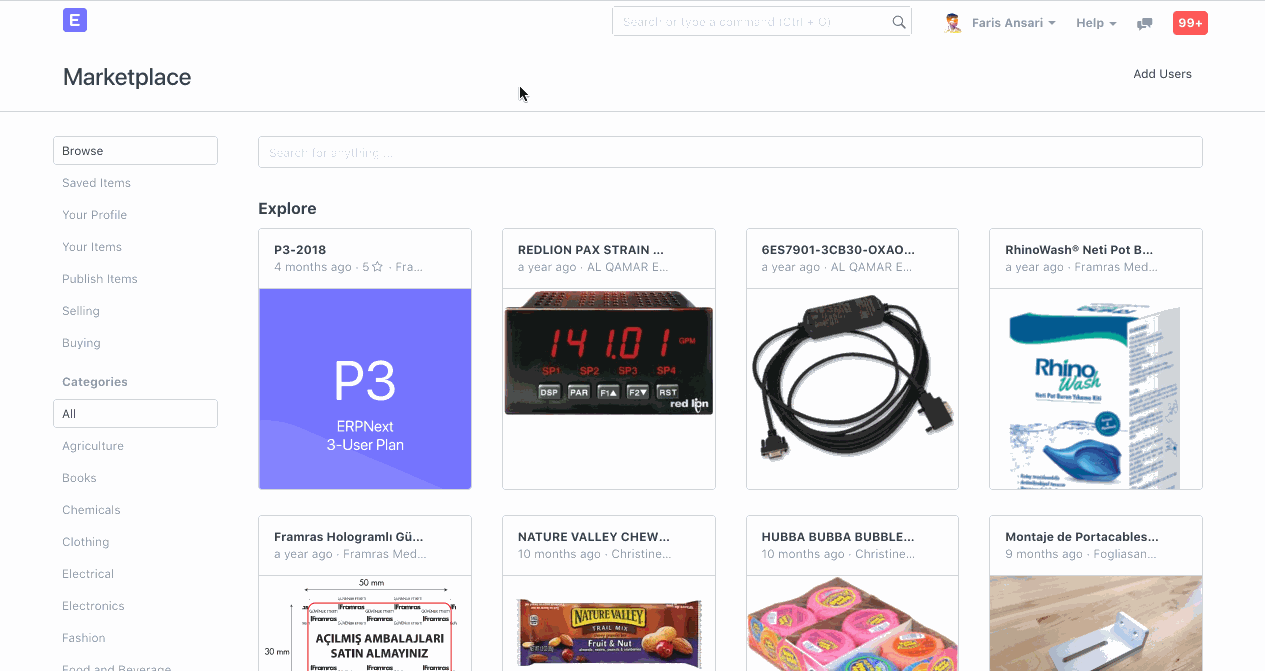 E
Search or type a command (Ctrl + G)
Faris Ansari
Help
99+
Marketplace
Add Users
Browse
Saved Items
Your Profile
Your Items
Publish Items
Selling
Buying
Categories
All
Agriculture
Books
Chemicals
Clothing
Electrical
Electronics
Fashion
Food and Beverage
Search for anything ...
Explore
P3-2018
4 months ago · 5☆ · Fra...
P3
ERPNext
3-User Plan
REDLION PAX STRAIN ...
a year ago · AL QAMAR E...
141.01 GPM
SP1 SP2 SP3 SP4
DSP PAR F1▲ F2▼ RST
red lion
6ES7901-3CB30-OXAO...
a year ago · AL QAMAR E...
RhinoWash® Neti Pot B...
a year ago · Framras Med...
Rhino
Wash
Neti Pot Burun Yıkama Kiti
Framras Hologramlı Gü...
a year ago · Framras Med...
50 mm
Framras
30 mm
AÇILMIŞ AMBALAJLARI
SATIN ALMAYINIZ
NATURE VALLEY CHEW...
10 months ago · Christine...
NATURE VALLEY
TRAIL MIX
Fruit & Nut
HUBBA BUBBA BUBBLE...
10 months ago · Christine...
Montaje de Portacables...
9 months ago · Fogliasan...